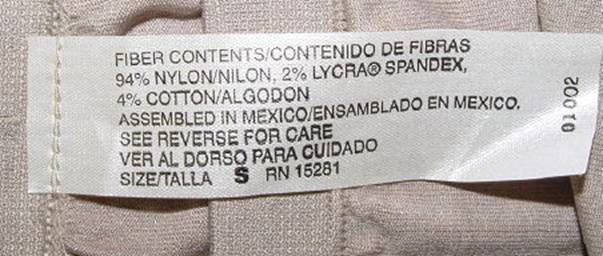 FIBER CONTENTS/CONTENIDO DE FIBRAS
94% NYLON/NILON, 2% LYCRA® SPANDEX,
4% COTTON/ALGODON
ASSEMBLED IN MEXICO/ENSAMBLADO EN MEXICO.
SEE REVERSE FOR CARE
VER AL DORSO PARA CUIDADO
SIZE/TALLA S RN 15281
01002